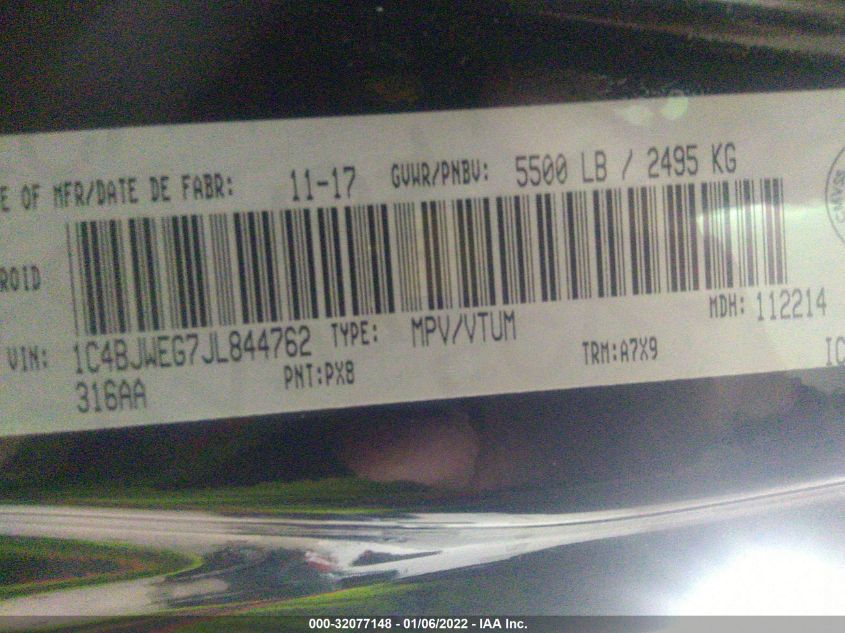 E OF MFR/DATE DE FABR: 11-17 GVWR/PNBV: 5500 LB / 2495 KG
ROID
CMVSS
MDH: 112214
VIN: 1C4BJWEG7JL844762 TYPE: MPV/VTUM
316AA PNT:PX8 TRM:A7X9 IC
000-32077148 - 01/06/2022 - IAA Inc.